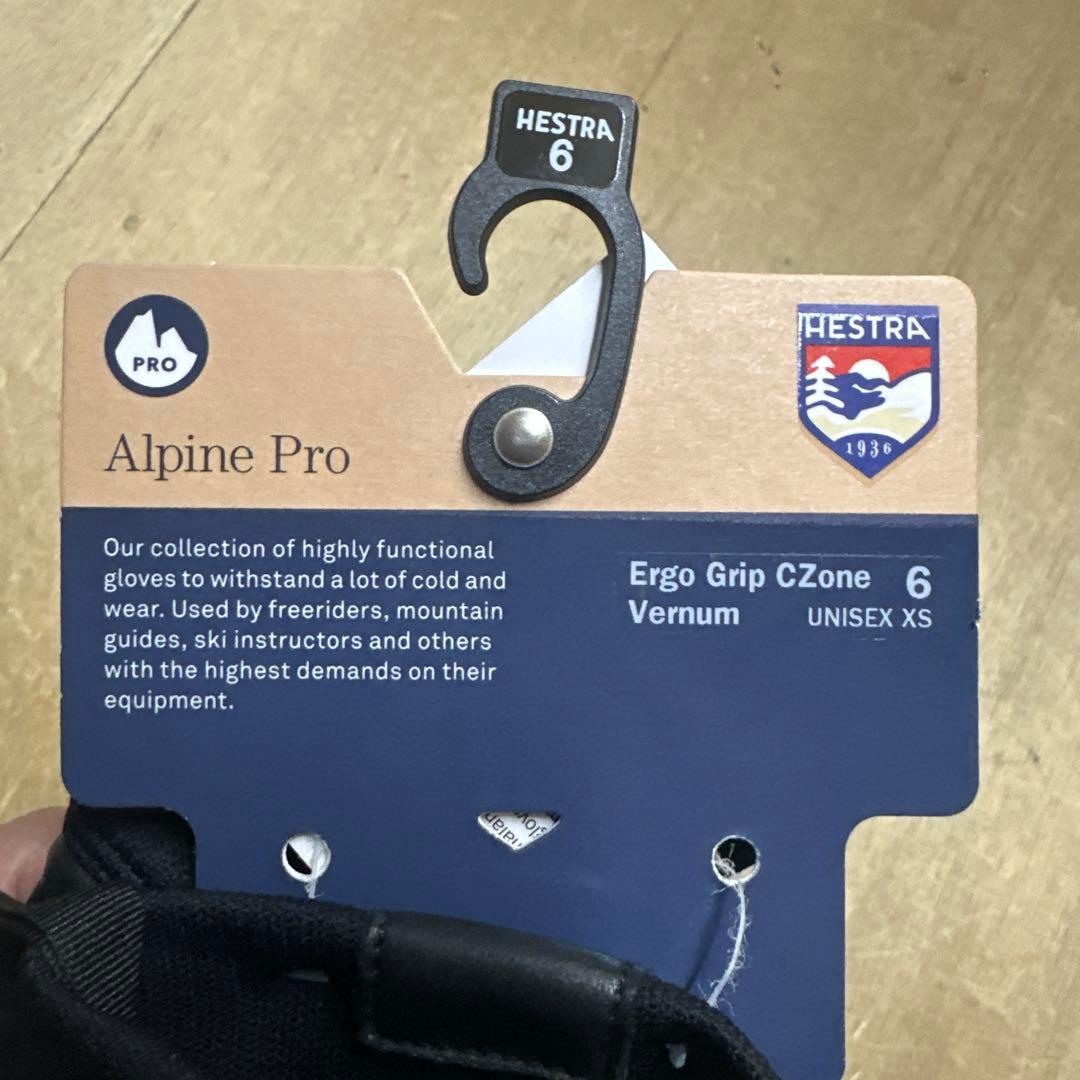 HESTRA
6
PRO
Alpine Pro
HESTRA
1936
Our collection of highly functional
gloves to withstand a lot of cold and
wear. Used by freeriders, mountain
guides, ski instructors and others
with the highest demands on their
equipment.
Ergo Grip CZone 6
Vernum UNISEX XS